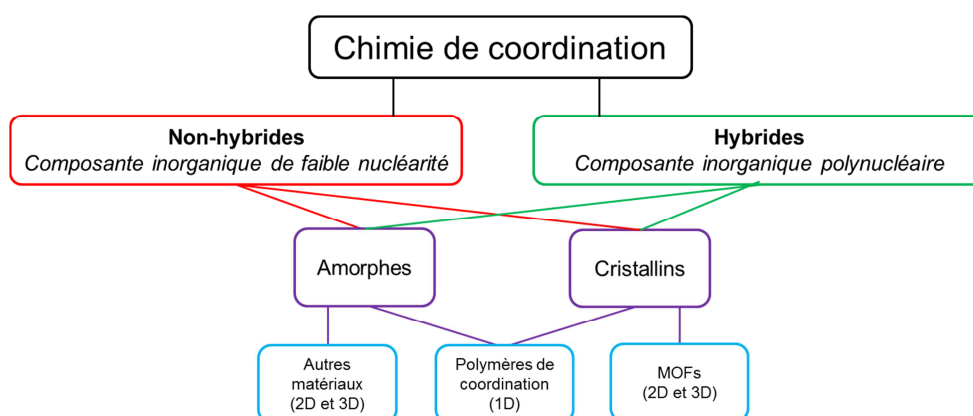 Chimie de coordination
Non-hybrides
Composante inorganique de faible nucléarité
Hybrides
Composante inorganique polynucléaire
Amorphes
Cristallins
Autres
matériaux
(2D et 3D)
Polymères de
coordination
(1D)
MOFs
(2D et 3D)